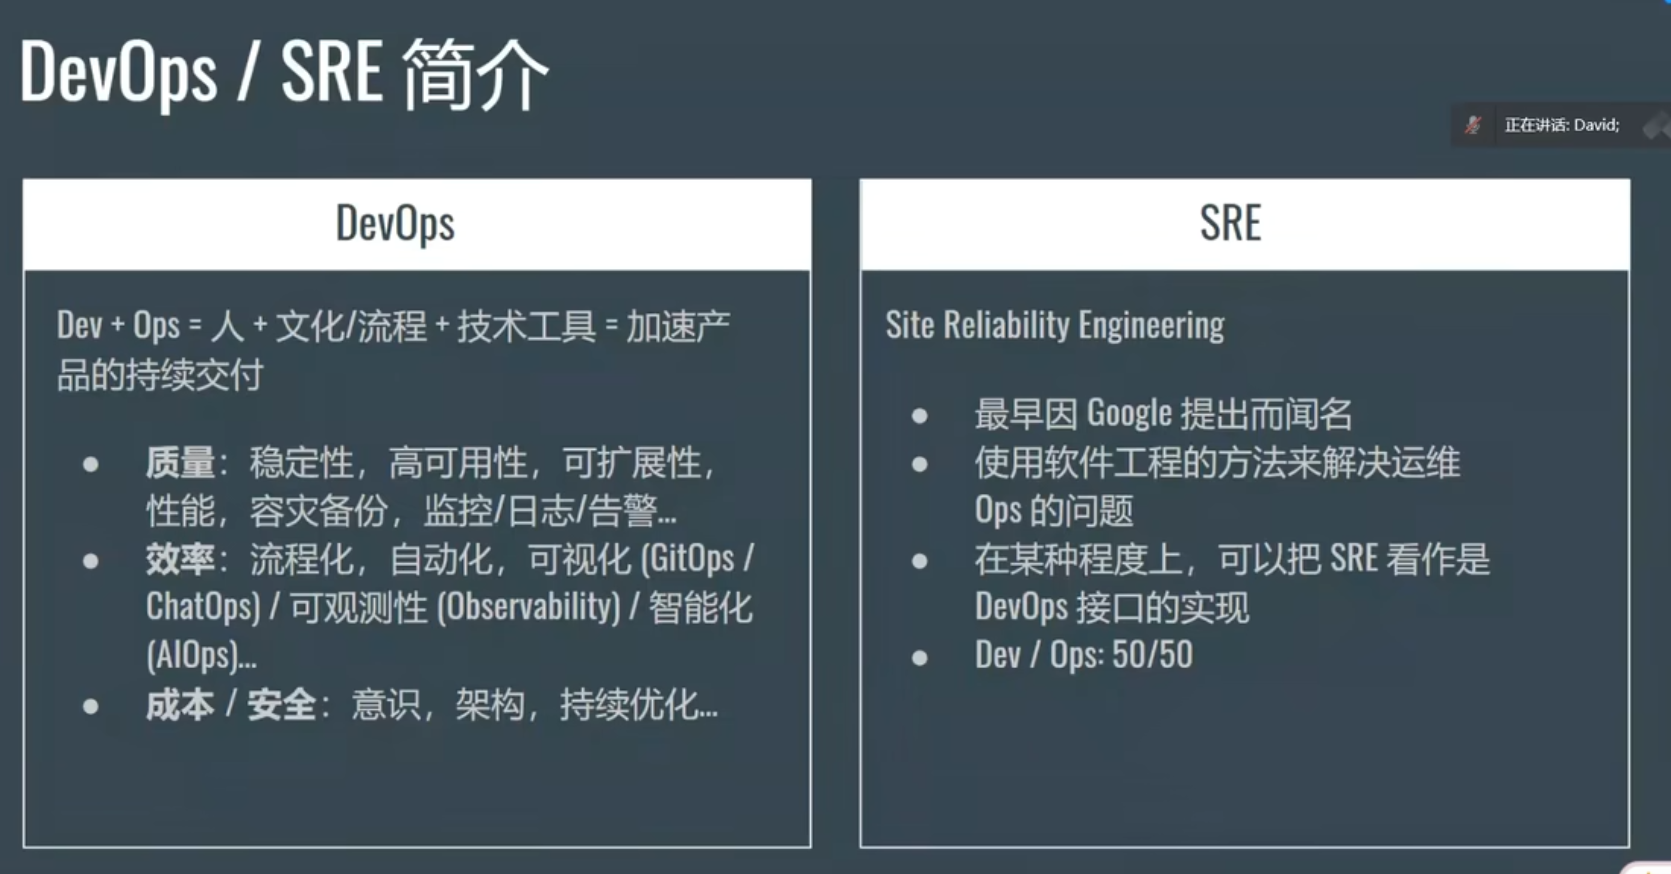 DevOps / SRE 简介
正在讲话: David;
DevOps
Dev + Ops = 人 + 文化/流程 + 技术工具 = 加速产
品的持续交付
● 质量：稳定性，高可用性，可扩展性，
性能，容灾备份，监控/日志/告警...
● 效率：流程化，自动化，可视化 (GitOps /
ChatOps) / 可观测性 (Observability) / 智能化
(AIOps)...
● 成本 / 安全：意识，架构，持续优化...
SRE
Site Reliability Engineering
● 最早因 Google 提出而闻名
● 使用软件工程的方法来解决运维
Ops 的问题
● 在某种程度上，可以把 SRE 看作是
DevOps 接口的实现
● Dev / Ops: 50/50